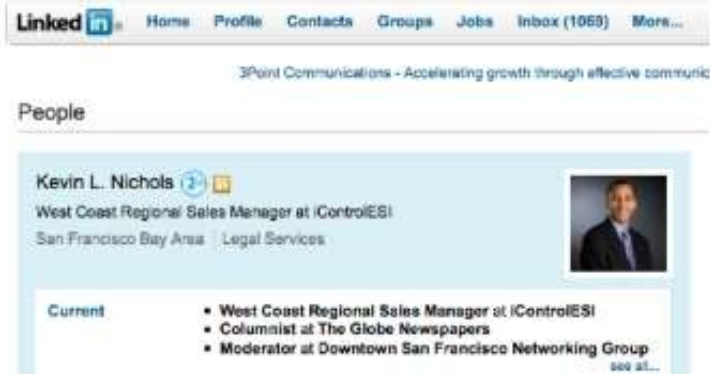 Linked in
Home Profile Contacts Groups Jobs Inbox (1069) More...
3Point Communications - Accelerating growth through effective communic
People
Kevin L. Nichols 2
West Coast Regional Sales Manager at iControlESI
San Francisco Bay Area | Legal Services
Current
▪ West Coast Regional Sales Manager at iControlESI
▪ Columnist at The Globe Newspapers
▪ Moderator at Downtown San Francisco Networking Group
see al...